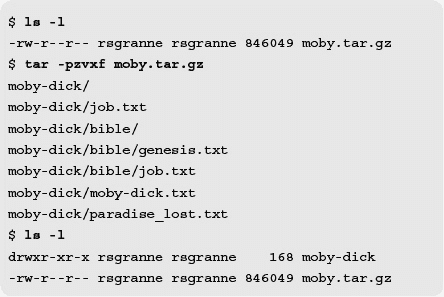 $ ls -l
-rw-r--r-- rsgranne rsgranne 846049 moby.tar.gz
$ tar -pzvxf moby.tar.gz
moby-dick/
moby-dick/job.txt
moby-dick/bible/
moby-dick/bible/genesis.txt
moby-dick/bible/job.txt
moby-dick/moby-dick.txt
moby-dick/paradise_lost.txt
$ ls -l
drwxr-xr-x rsgranne rsgranne    168 moby-dick
-rw-r--r-- rsgranne rsgranne 846049 moby.tar.gz